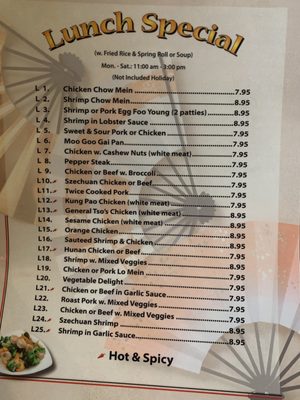 Lunch Special
(w. Fried Rice & Spring Roll or Soup)
Mon. - Sat.: 11:00 am - 3:00 pm
(Not Included Holiday)
L 1. Chicken Chow Mein 7.95
L 2. Shrimp Chow Mein 8.95
L 3. Shrimp or Pork Egg Foo Young (2 patties) 8.95
L 4. Shrimp in Lobster Sauce 8.95
L 5. Sweet & Sour Pork or Chicken 7.95
L 6. Moo Goo Gai Pan 7.95
L 7. Chicken w. Cashew Nuts (white meat) 7.95
L 8. Pepper Steak 7.95
L 9. Chicken or Beef w. Broccoli 7.95
L10. Szechuan Chicken or Beef 7.95
L11. Twice Cooked Pork 7.95
L12. Kung Pao Chicken (white meat) 7.95
L13. General Tso's Chicken (white meat) 8.95
L14. Sesame Chicken (white meat) 8.95
L15. Orange Chicken 8.95
L16. Sauteed Shrimp & Chicken 8.95
L17. Hunan Chicken or Beef 7.95
L18. Shrimp w. Mixed Veggies 8.95
L19. Chicken or Pork Lo Mein 7.95
L20. Vegetable Delight 7.95
L21. Chicken or Beef in Garlic Sauce 7.95
L22. Roast Pork w. Mixed Veggies 7.95
L23. Chicken or Beef w. Mixed Veggies 7.95
L24. Szechuan Shrimp 8.95
L25. Shrimp in Garlic Sauce 8.95
Hot & Spicy